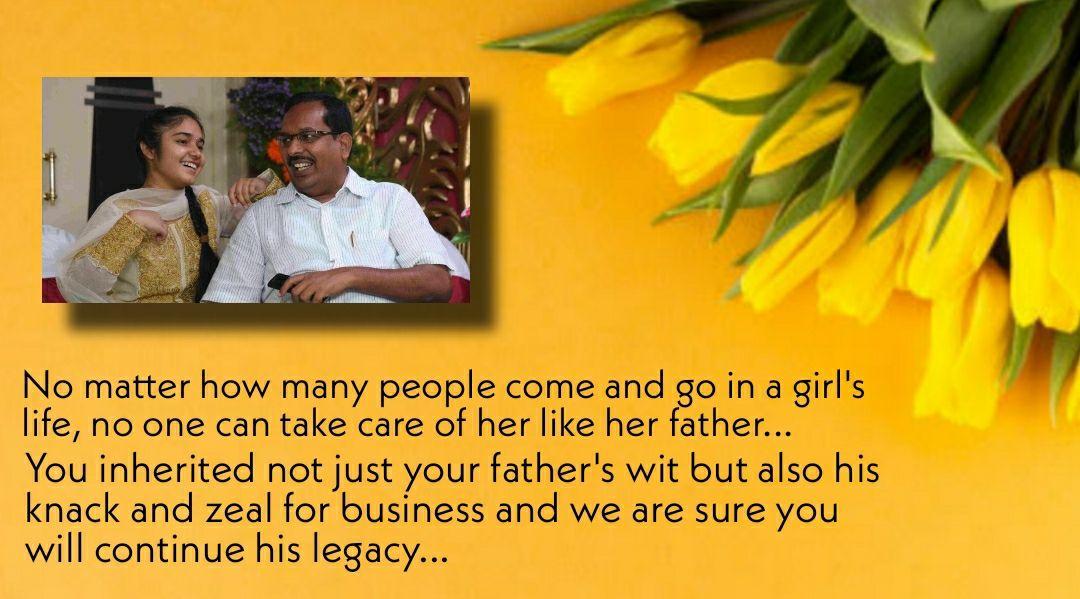 No matter how many people come and go in a girl's
life, no one can take care of her like her father...
You inherited not just your father's wit but also his
knack and zeal for business and we are sure you
will continue his legacy...